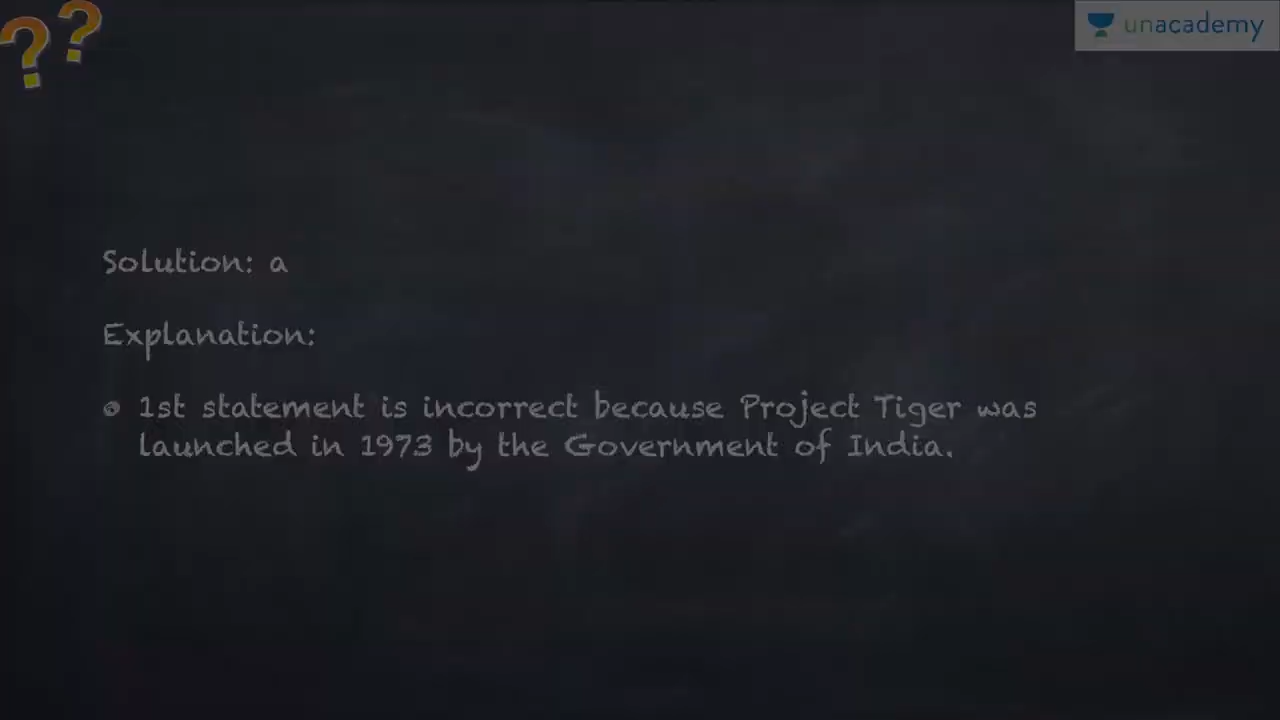 ??
unacademy
Solution: a
Explanation:
1st statement is incorrect because Project Tiger was
launched in 1973 by the Government of India.